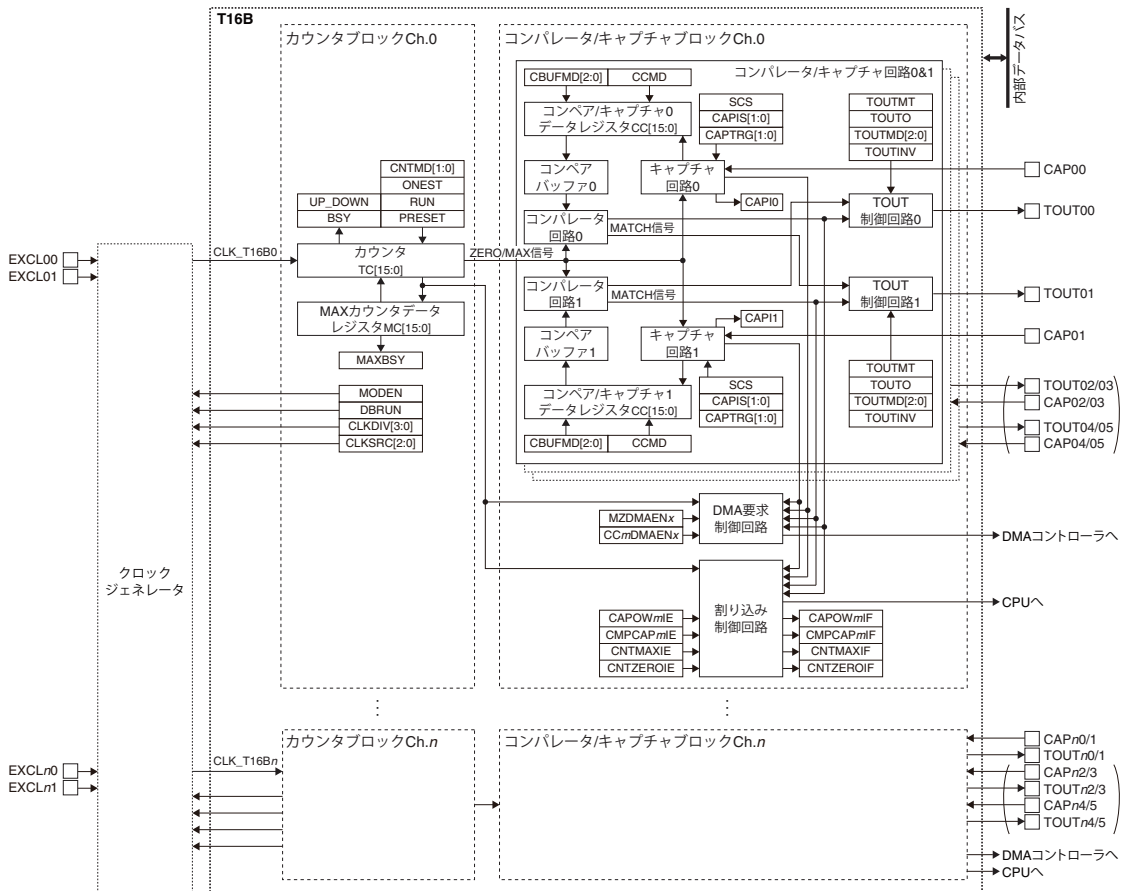 T16B
カウンタブロックCh.0
コンパレータ/キャプチャブロックCh.0
内部データバス
コンパレータ/キャプチャ回路0&1
CBUFMD[2:0]
CCMD
コンペア/キャプチャ0
データレジスタCC[15:0]
SCS
CAPIS[1:0]
CAPTRG[1:0]
TOUTMT
TOUTO
TOUTMD[2:0]
TOUTINV
CNTMD[1:0]
ONEST
UP_DOWN
RUN
BSY
PRESET
コンペア
バッファ0
キャプチャ
回路0
CAPI0
CAP00
コンパレータ
回路0
MATCH信号
TOUT
制御回路0
TOUT00
EXCL00
EXCL01
CLK_T16B0
カウンタ
TC[15:0]
ZERO/MAX信号
コンパレータ
回路1
MATCH信号
TOUT
制御回路1
TOUT01
MAXカウンタデータ
レジスタMC[15:0]
MAXBSY
コンペア
バッファ1
キャプチャ
回路1
CAPI1
CAP01
MODEN
DBRUN
CLKDIV[3:0]
CLKSRC[2:0]
コンペア/キャプチャ1
データレジスタCC[15:0]
CBUFMD[2:0]
CCMD
SCS
CAPIS[1:0]
CAPTRG[1:0]
TOUTMT
TOUTO
TOUTMD[2:0]
TOUTINV
TOUT02/03
CAP02/03
TOUT04/05
CAP04/05
MZDMAENx
CCmDMAENx
DMA要求
制御回路
DMAコントローラへ
クロック
ジェネレータ
割り込み
制御回路
CPUへ
CAPOWmIE
CMPCAPmIE
CNTMAXIE
CNTZEROIE
CAPOWmIF
CMPCAPmIF
CNTMAXIF
CNTZEROIF
カウンタブロックCh.n
コンパレータ/キャプチャブロックCh.n
EXCLn0
EXCLn1
CLK_T16Bn
CAPn0/1
TOUTn0/1
CAPn2/3
TOUTn2/3
CAPn4/5
TOUTn4/5
DMAコントローラへ
CPUへ